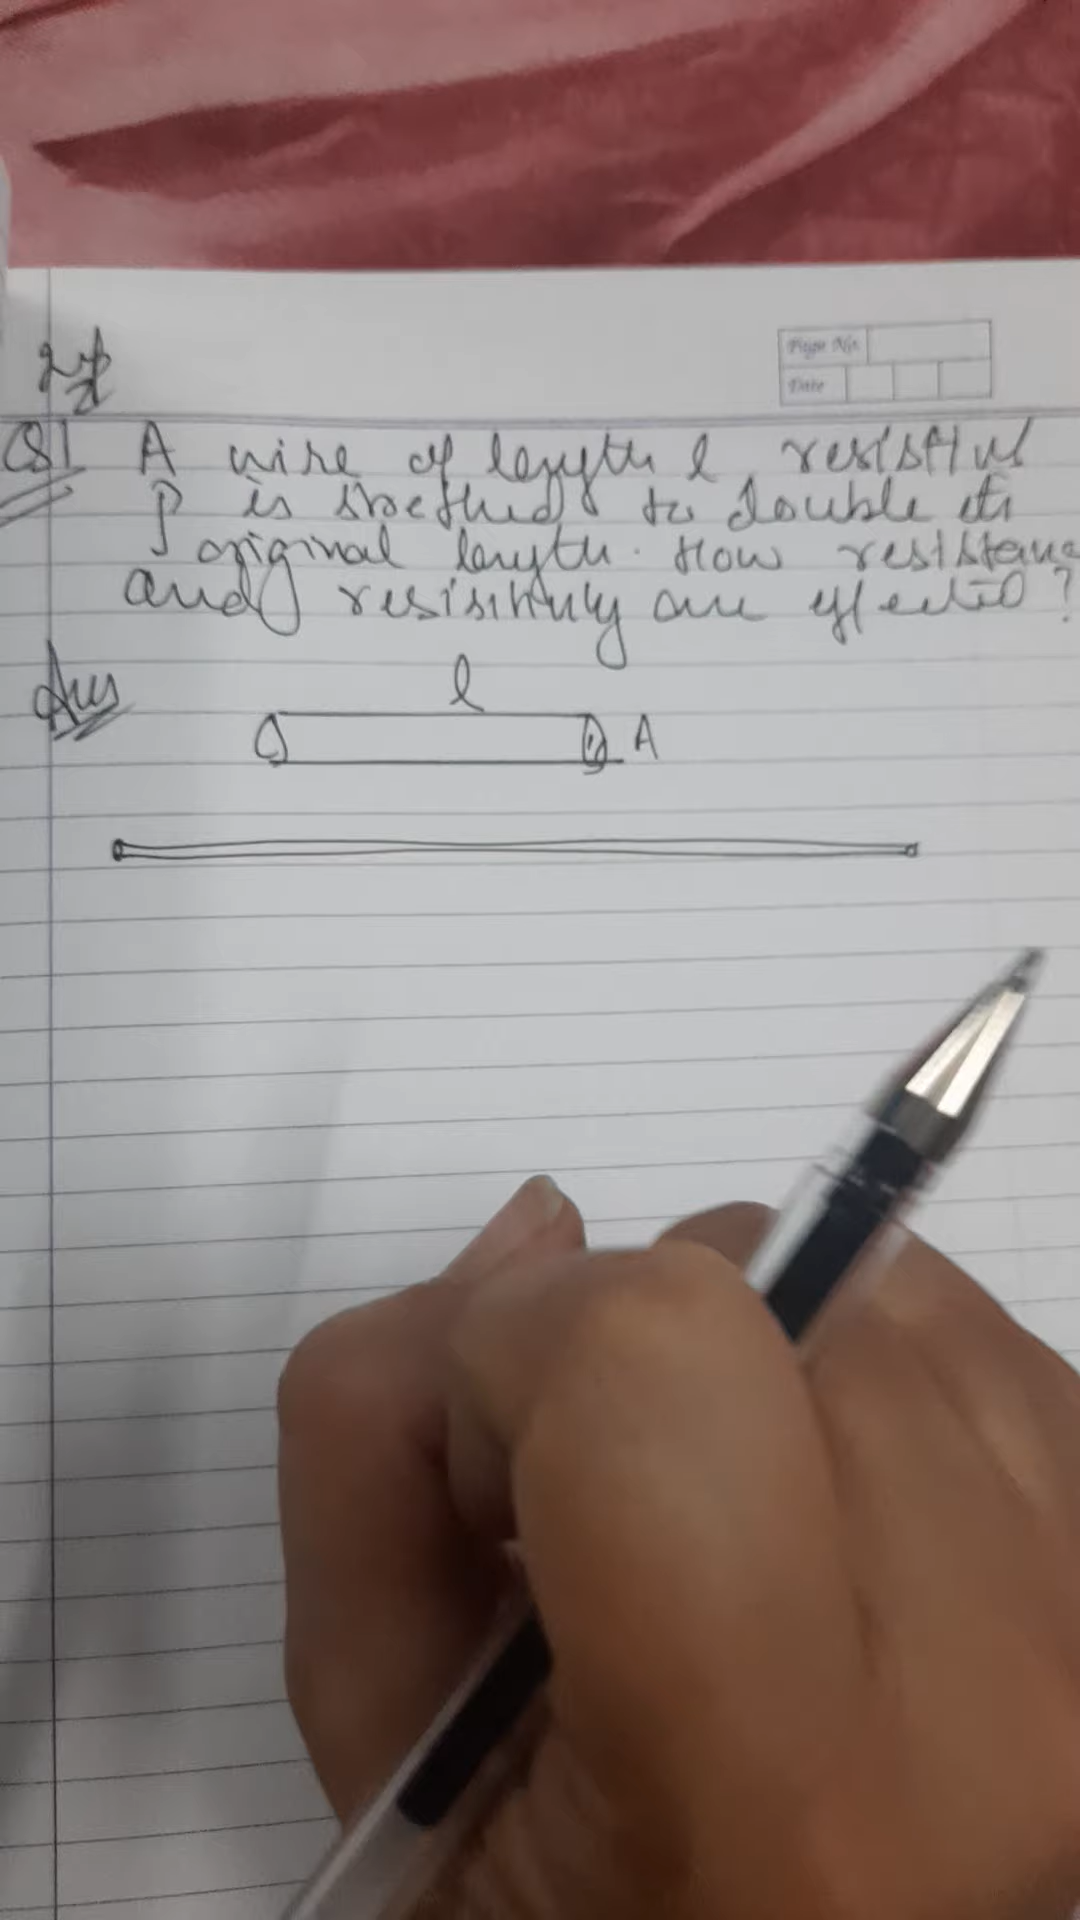 Imp
Page No.
Date
Q1 A wire of length l resistivity
ρ is stretched to double its
original length. How resistance
and resistivity are effected?
Ans
l
A